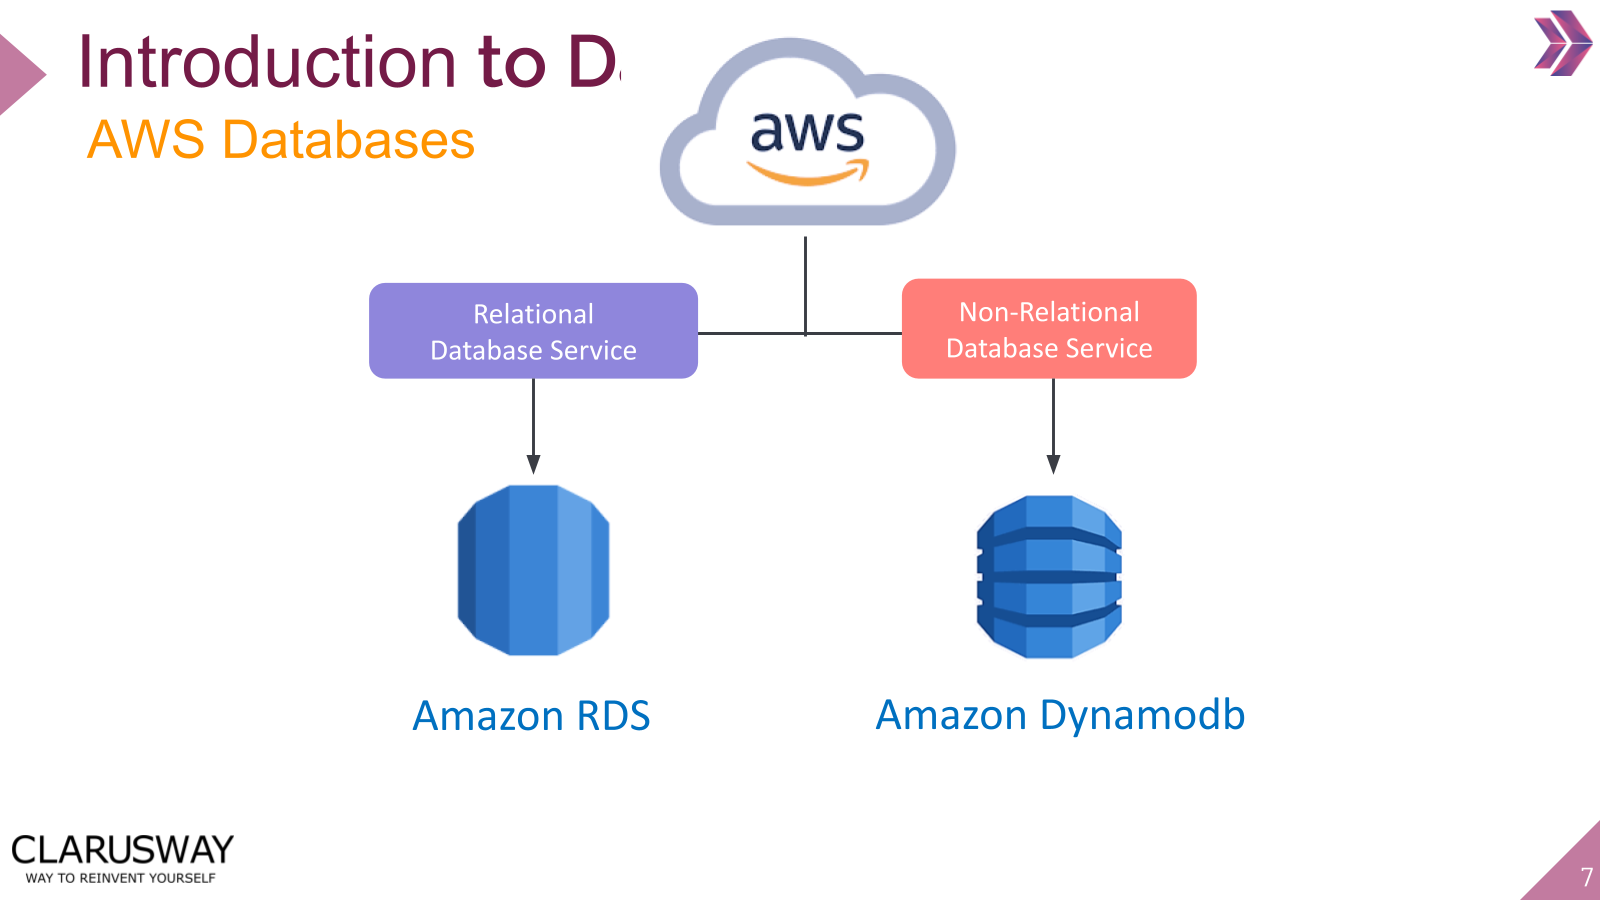 Introduction to
AWS Databases
aws
Relational
Database Service
Non-Relational
Database Service
Amazon RDS
Amazon Dynamodb
CLARUSWAY
WAY TO REINVENT YOURSELF
7